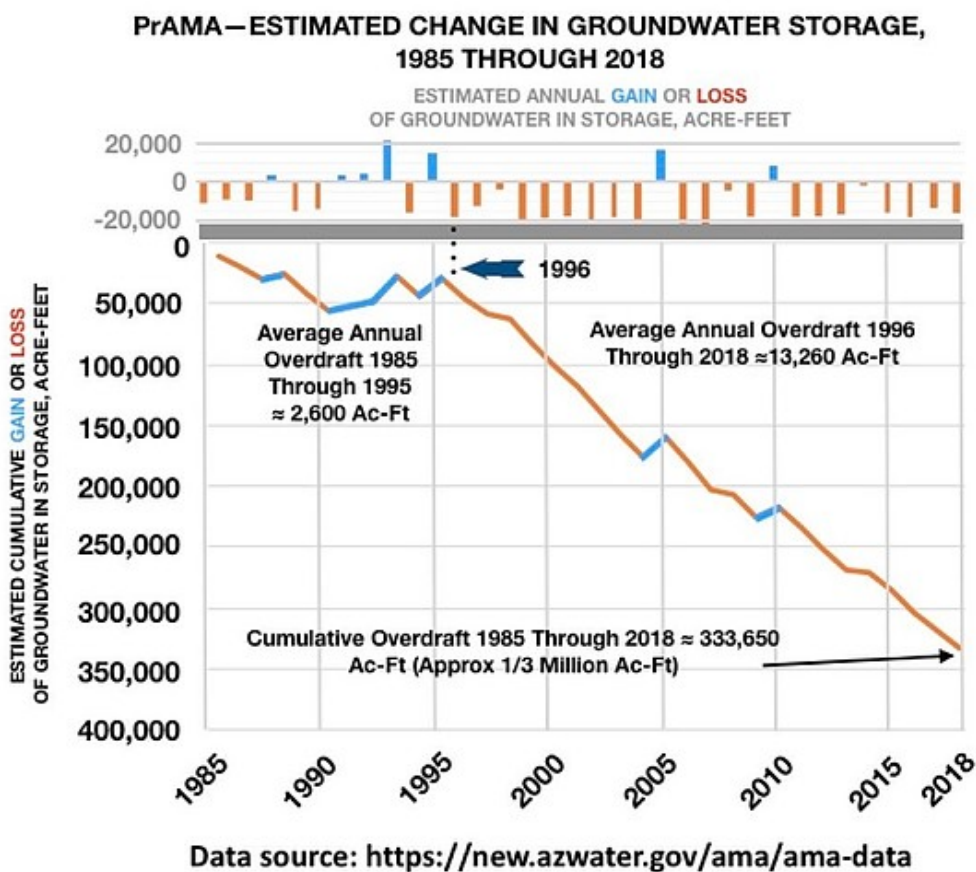 PrAMA—ESTIMATED CHANGE IN GROUNDWATER STORAGE,
1985 THROUGH 2018
ESTIMATED ANNUAL GAIN OR LOSS
OF GROUNDWATER IN STORAGE, ACRE-FEET
20,000
0
-20,000
0
50,000
100,000
150,000
200,000
250,000
300,000
350,000
400,000
ESTIMATED CUMULATIVE GAIN OR LOSS
OF GROUNDWATER IN STORAGE, ACRE-FEET
1996
Average Annual
Overdraft 1985
Through 1995
≈ 2,600 Ac-Ft
Average Annual Overdraft 1996
Through 2018 ≈13,260 Ac-Ft
Cumulative Overdraft 1985 Through 2018 ≈ 333,650
Ac-Ft (Approx 1/3 Million Ac-Ft)
1985
1990
1995
2000
2005
2010
2015
2018
Data source: https://new.azwater.gov/ama/ama-data